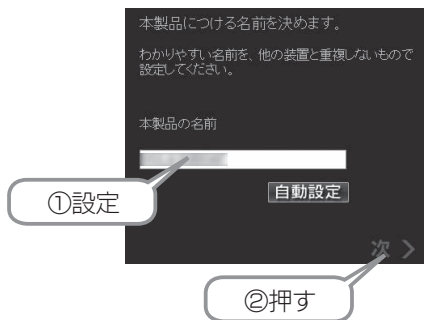 本製品につける名前を決めます。
わかりやすい名前を、他の装置と重複しないもので
設定してください。
本製品の名前
①設定
自動設定
次 >
②押す